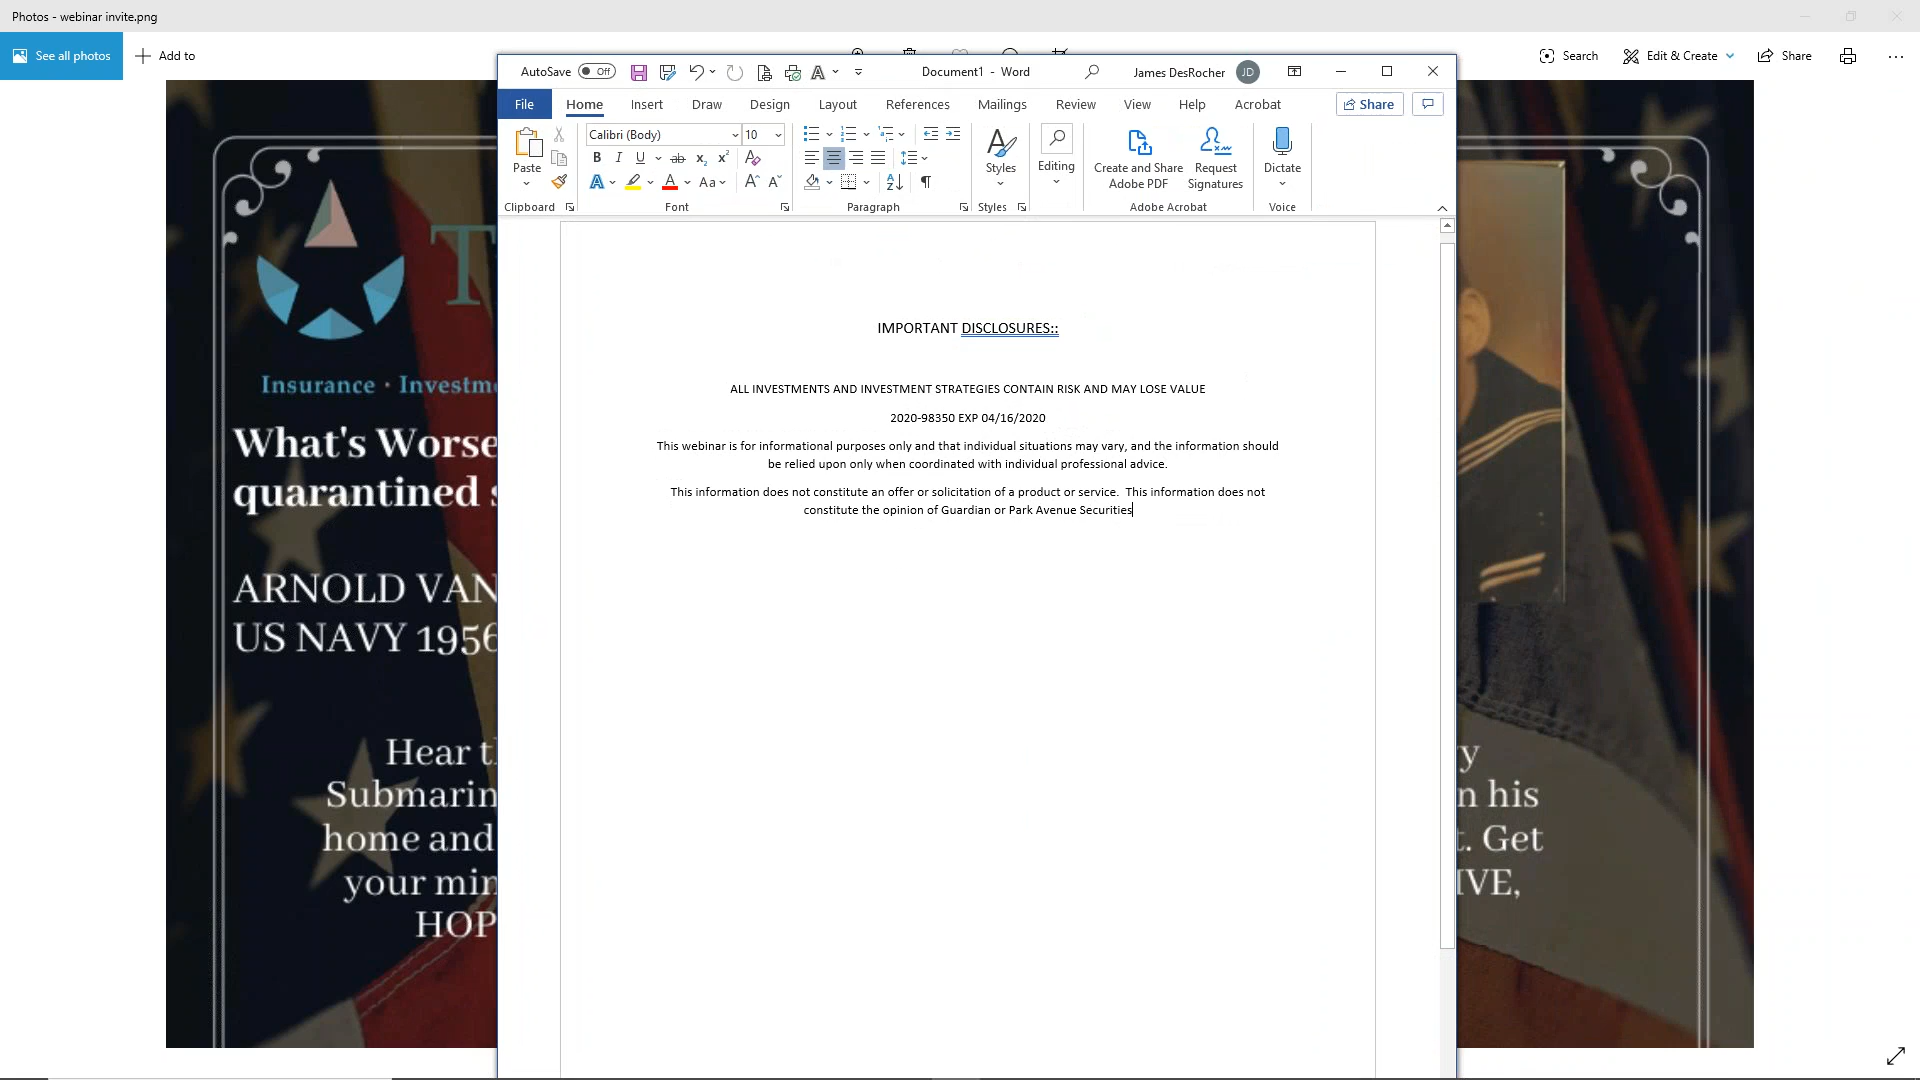 Photos - webinar invite.png
See all photos
Add to
Search
Edit & Create
Share
AutoSave Off
Document1 - Word
James DesRocher JD
File Home Insert Draw Design Layout References Mailings Review View Help Acrobat
Share
Calibri (Body) 10
Paste
Styles
Editing
Create and Share
Adobe PDF
Request
Signatures
Dictate
Clipboard
Font
Paragraph
Styles
Adobe Acrobat
Voice
IMPORTANT DISCLOSURES::
ALL INVESTMENTS AND INVESTMENT STRATEGIES CONTAIN RISK AND MAY LOSE VALUE
2020-98350 EXP 04/16/2020
This webinar is for informational purposes only and that individual situations may vary, and the information should
be relied upon only when coordinated with individual professional advice.
This information does not constitute an offer or solicitation of a product or service. This information does not
constitute the opinion of Guardian or Park Avenue Securities
T
Insurance · Investme
What's Worse
quarantined s
ARNOLD VAN
US NAVY 1956
Hear th
Submarin
home and
your min
HOP
y
n his
t. Get
IVE,